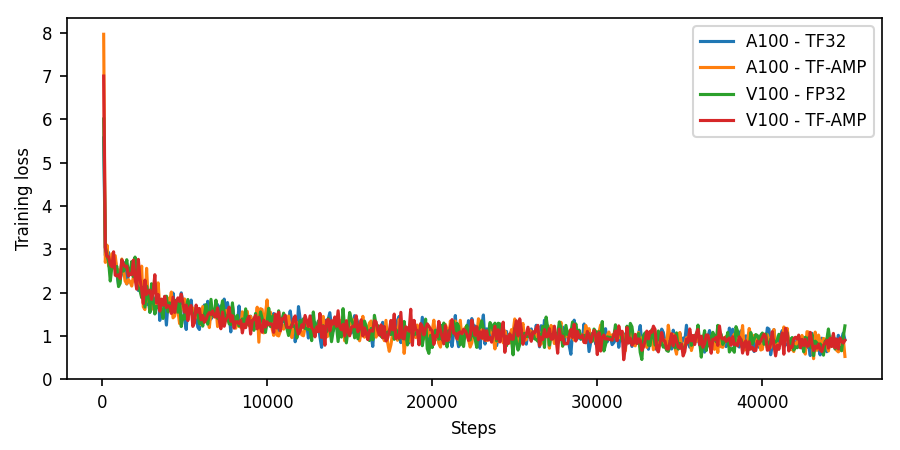 A100 - TF32
A100 - TF-AMP
V100 - FP32
V100 - TF-AMP
Training loss
8
7
6
5
4
3
2
1
0
0 10000 20000 30000 40000
Steps